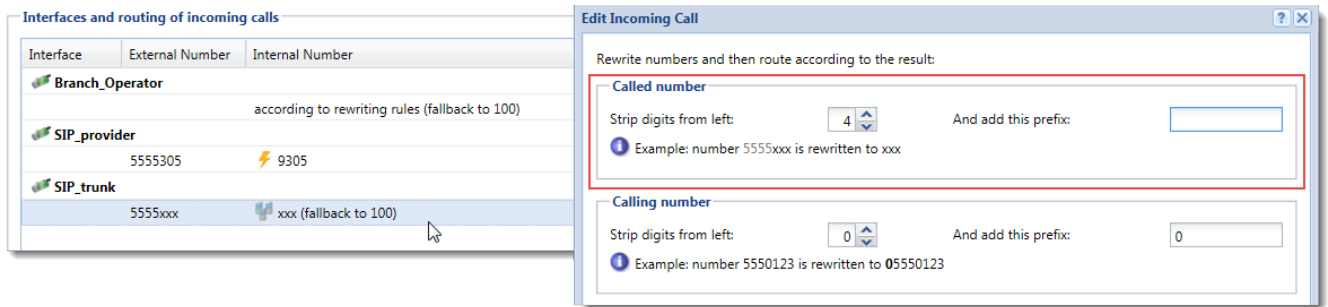 Interfaces and routing of incoming calls
Interface External Number Internal Number
Branch_Operator
according to rewriting rules (fallback to 100)
SIP_provider
5555305 9305
SIP_trunk
5555xxx xxx (fallback to 100)
Edit Incoming Call
Rewrite numbers and then route according to the result:
Called number
Strip digits from left: 4 And add this prefix:
Example: number 5555xxx is rewritten to xxx
Calling number
Strip digits from left: 0 And add this prefix: 0
Example: number 5550123 is rewritten to 05550123